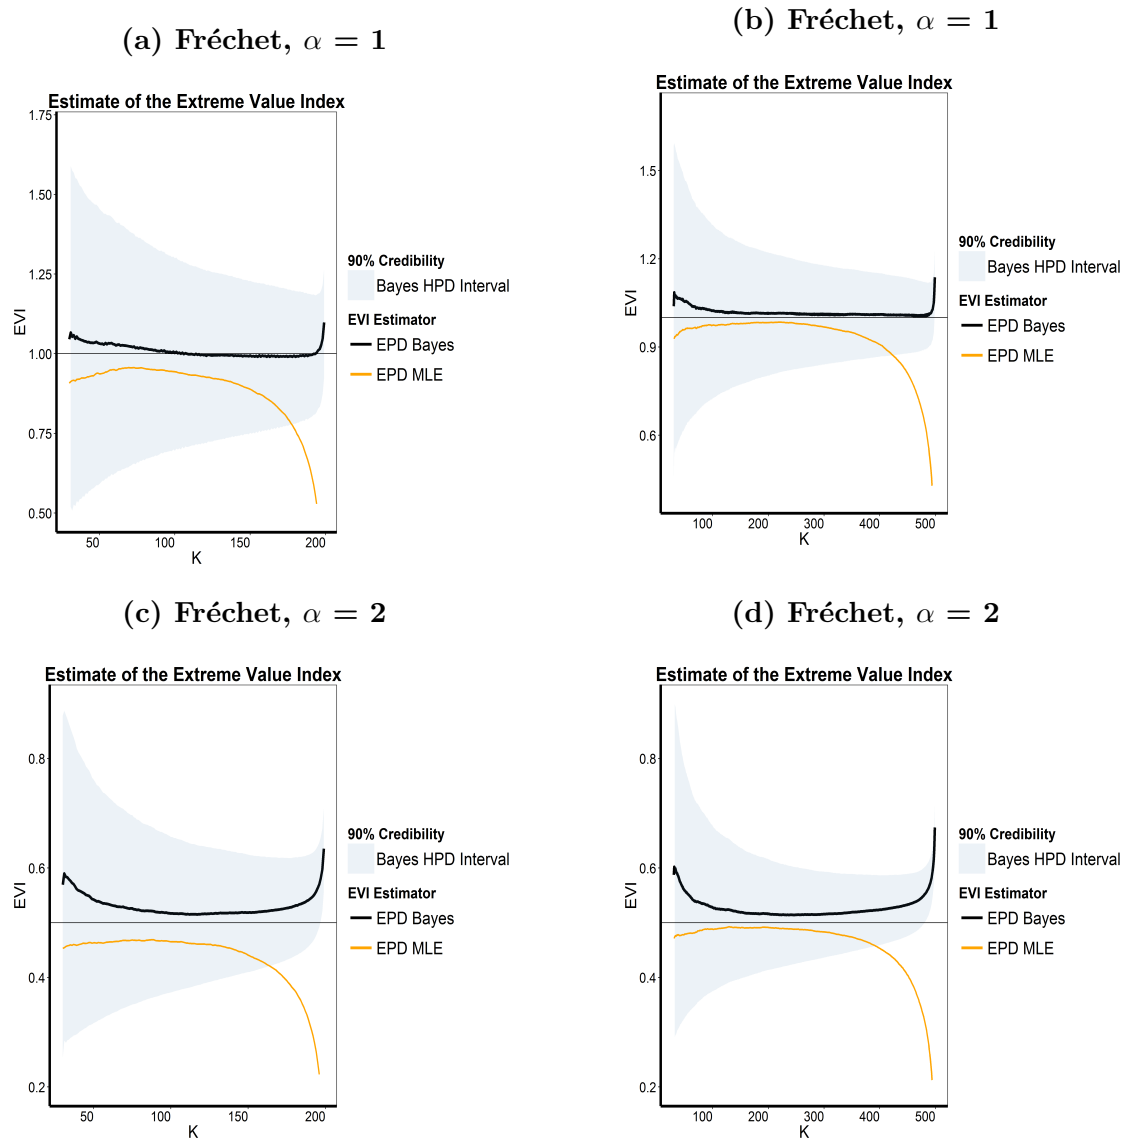 (a) Fréchet, α = 1
Estimate of the Extreme Value Index
1.75
1.50
1.25
1.00
0.75
0.50
EVI
50
100
150
200
K
90% Credibility
Bayes HPD Interval
EVI Estimator
EPD Bayes
EPD MLE
(b) Fréchet, α = 1
Estimate of the Extreme Value Index
1.5
1.2
0.9
0.6
EVI
100
200
300
400
500
K
90% Credibility
Bayes HPD Interval
EVI Estimator
EPD Bayes
EPD MLE
(c) Fréchet, α = 2
Estimate of the Extreme Value Index
0.8
0.6
0.4
0.2
EVI
50
100
150
200
K
90% Credibility
Bayes HPD Interval
EVI Estimator
EPD Bayes
EPD MLE
(d) Fréchet, α = 2
Estimate of the Extreme Value Index
0.8
0.6
0.4
0.2
EVI
100
200
300
400
500
K
90% Credibility
Bayes HPD Interval
EVI Estimator
EPD Bayes
EPD MLE